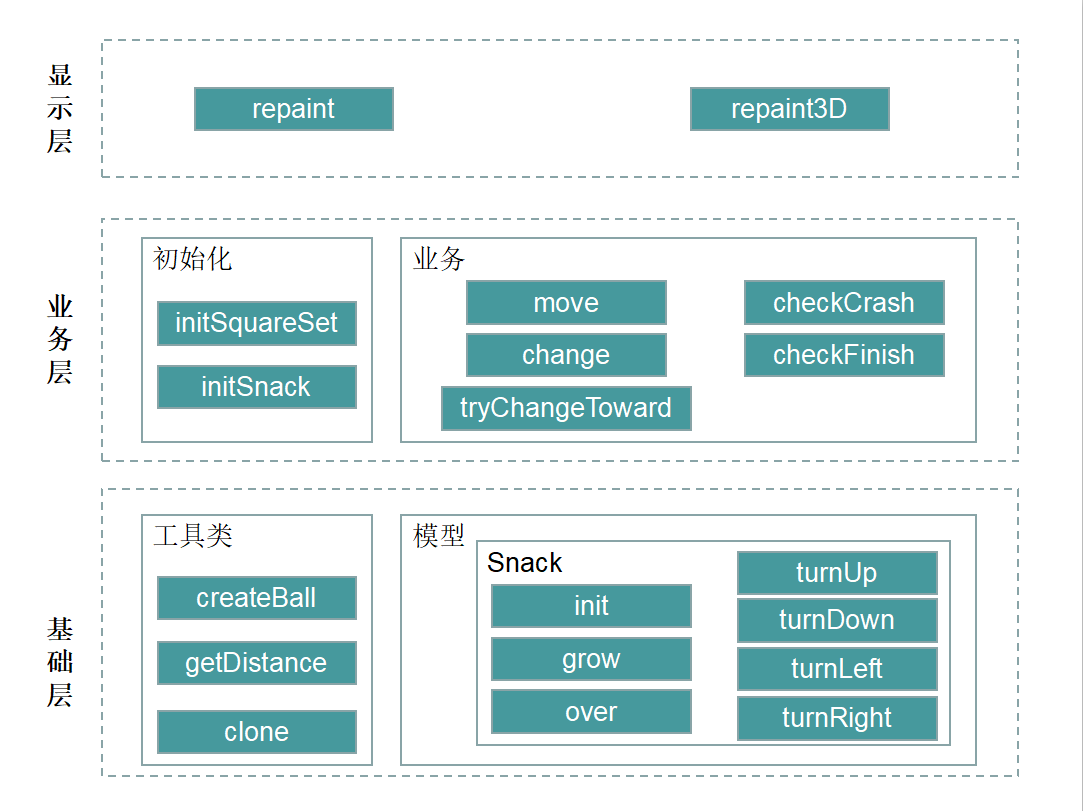 显示层
repaint
repaint3D
业务层
初始化
initSquareSet
initSnack
业务
move
change
tryChangeToward
checkCrash
checkFinish
基础层
工具类
createBall
getDistance
clone
模型
Snack
init
grow
over
turnUp
turnDown
turnLeft
turnRight